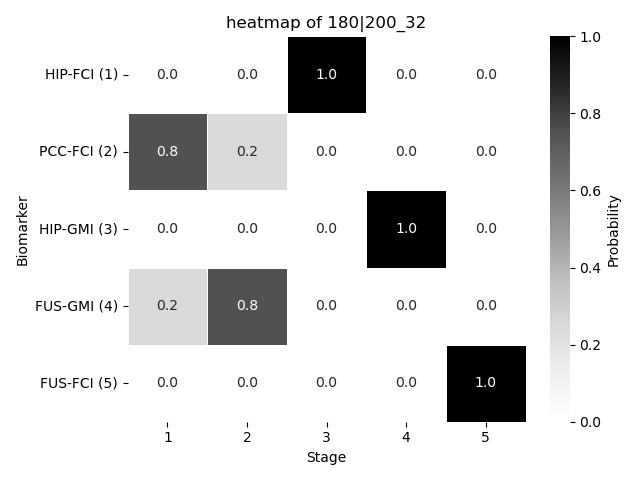 heatmap of 180|200_32
HIP-FCI (1)
0.0 0.0 1.0 0.0 0.0
PCC-FCI (2)
0.8 0.2 0.0 0.0 0.0
HIP-GMI (3)
0.0 0.0 0.0 1.0 0.0
FUS-GMI (4)
0.2 0.8 0.0 0.0 0.0
FUS-FCI (5)
0.0 0.0 0.0 0.0 1.0
1 2 3 4 5
Stage
Biomarker
1.0
0.8
0.6
0.4
0.2
0.0
Probability